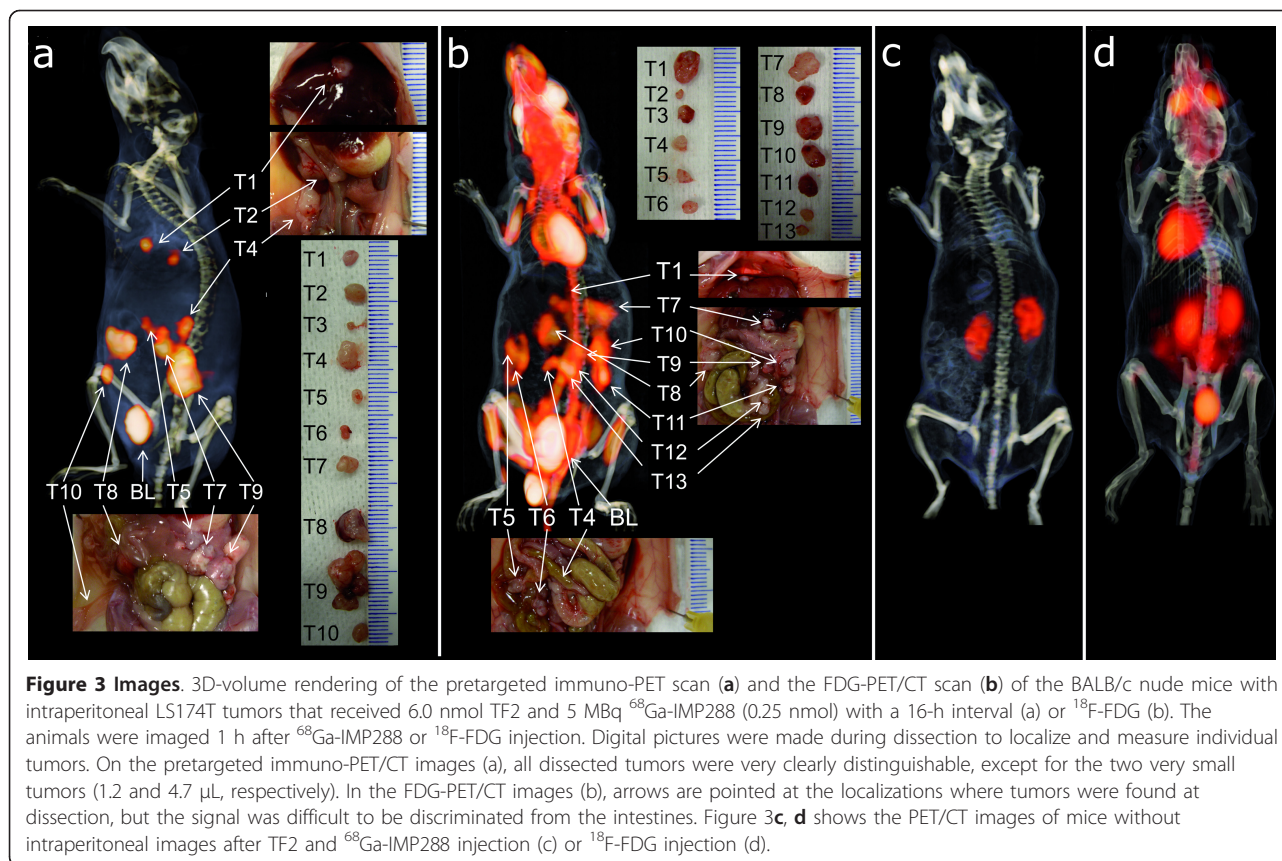 a
T1
T2
T4
T1
T2
T3
T4
T5
T6
T7
T8
T9
T10
T10 T8 BL T5 T7 T9
b
T1
T2
T3
T4
T5
T6
T7
T8
T9
T10
T11
T12
T13
T1
T7
T10
T9
T8
T11
T12
T13
T5 T6 T4 BL
c
d
Figure 3 Images. 3D-volume rendering of the pretargeted immuno-PET scan (a) and the FDG-PET/CT scan (b) of the BALB/c nude mice with
intraperitoneal LS174T tumors that received 6.0 nmol TF2 and 5 MBq ⁶⁸Ga-IMP288 (0.25 nmol) with a 16-h interval (a) or ¹⁸F-FDG (b). The
animals were imaged 1 h after ⁶⁸Ga-IMP288 or ¹⁸F-FDG injection. Digital pictures were made during dissection to localize and measure individual
tumors. On the pretargeted immuno-PET/CT images (a), all dissected tumors were very clearly distinguishable, except for the two very small
tumors (1.2 and 4.7 μL, respectively). In the FDG-PET/CT images (b), arrows are pointed at the localizations where tumors were found at
dissection, but the signal was difficult to be discriminated from the intestines. Figure 3c, d shows the PET/CT images of mice without
intraperitoneal images after TF2 and ⁶⁸Ga-IMP288 injection (c) or ¹⁸F-FDG injection (d).